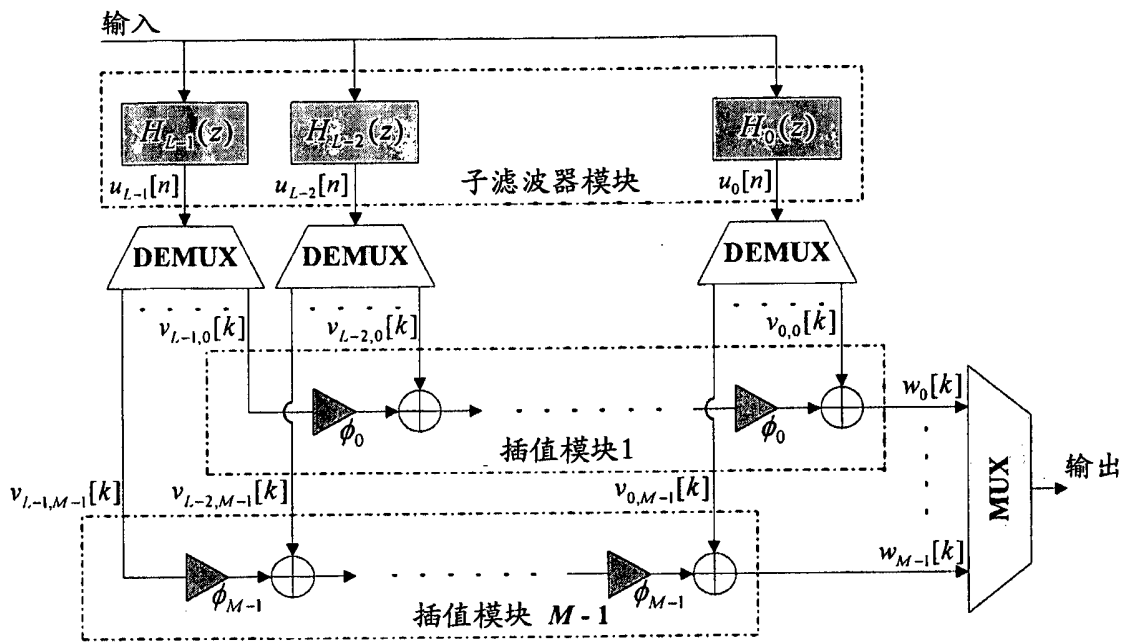 输入
H_{L-1}(z) H_{L-2}(z) H_0(z)
u_{L-1}[n] u_{L-2}[n] 子滤波器模块 u_0[n]
DEMUX DEMUX DEMUX
v_{L-1,0}[k] v_{L-2,0}[k] v_{0,0}[k]
w_0[k]
ϕ_0 ϕ_0
插值模块1
输出
MUX
v_{L-1,M-1}[k] v_{L-2,M-1}[k] v_{0,M-1}[k]
w_{M-1}[k]
ϕ_{M-1} ϕ_{M-1}
插值模块 M-1